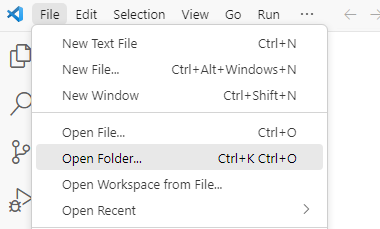 File Edit Selection View Go Run ...
New Text File Ctrl+N
New File... Ctrl+Alt+Windows+N
New Window Ctrl+Shift+N
Open File... Ctrl+O
Open Folder... Ctrl+K Ctrl+O
Open Workspace from File...
Open Recent